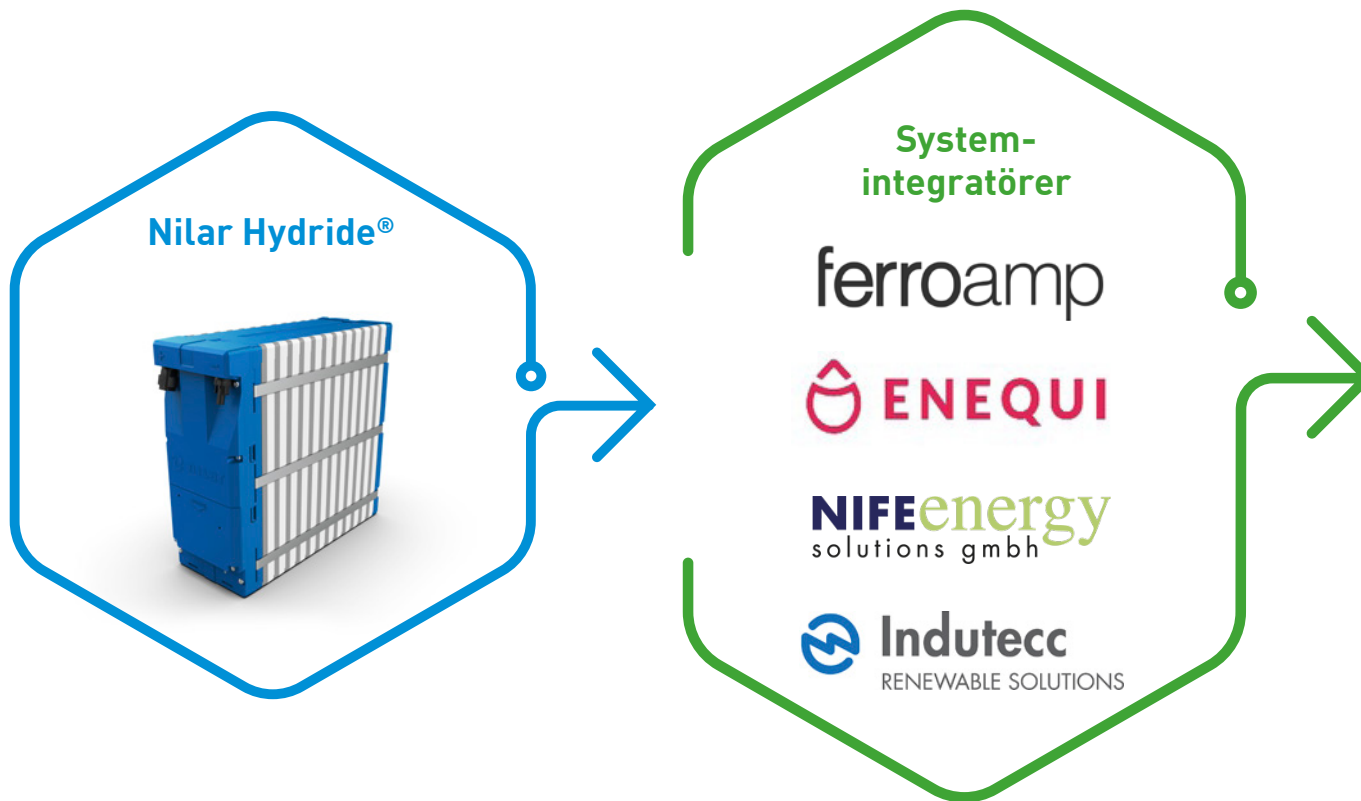 Nilar Hydride®
System-
integratörer
ferroamp
ENEQUI
NIFEenergy
solutions gmbh
Indutecc
RENEWABLE SOLUTIONS